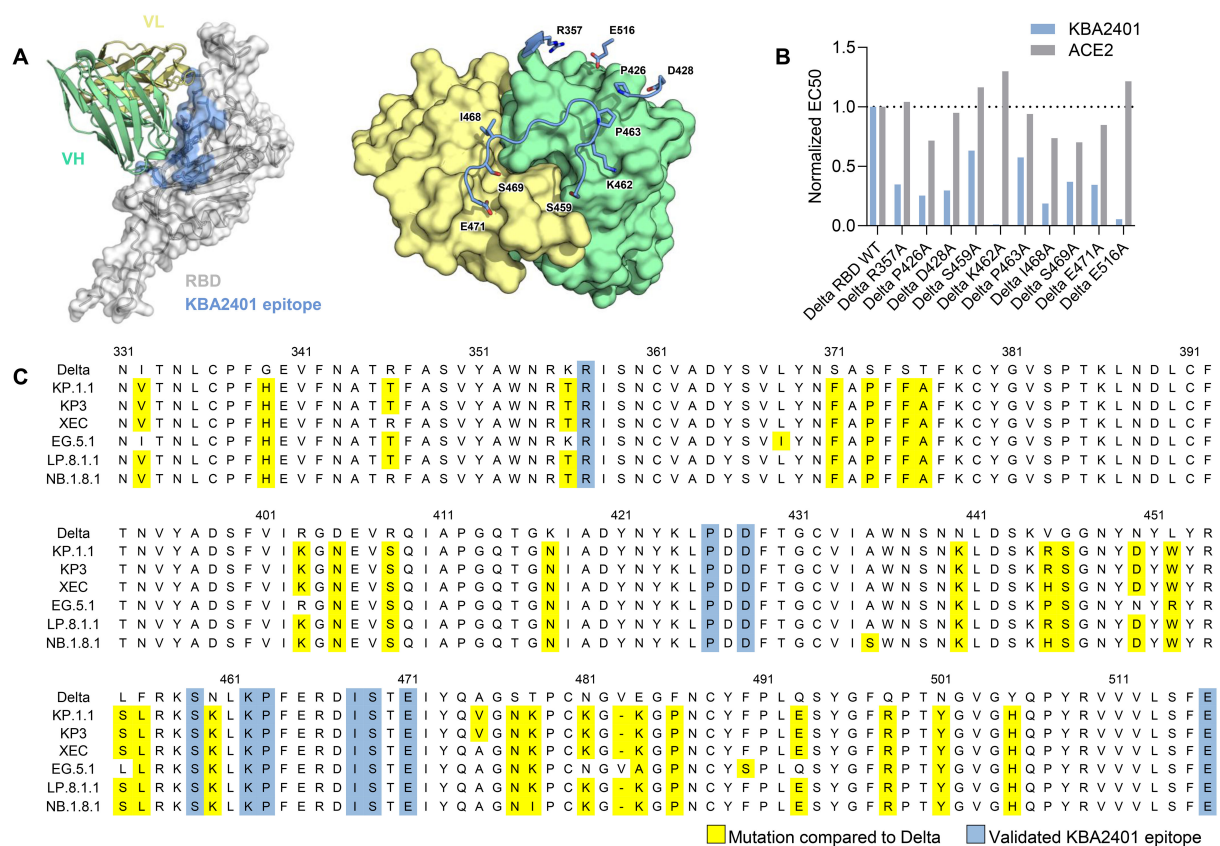 A
VL
VH
RBD
KBA2401 epitope
R357
E516
P426
D428
I468
P463
S469
K462
S459
E471
B
KBA2401
ACE2
Normalized EC50
1.5
1.0
0.5
0.0
Delta RBD WT
Delta R357A
Delta P426A
Delta D428A
Delta S459A
Delta K462A
Delta P463A
Delta I468A
Delta S469A
Delta E471A
Delta E516A
C
331 341 351 361 371 381 391
Delta N I T N L C P F G E V F N A T R F A S V Y A W N R K R I S N C V A D Y S V L Y N S A S F S T F K C Y G V S P T K L N D L C F
KP.1.1 N V T N L C P F H E V F N A T T F A S V Y A W N R T R I S N C V A D Y S V L Y N F A P F F A F K C Y G V S P T K L N D L C F
KP3 N V T N L C P F H E V F N A T T F A S V Y A W N R T R I S N C V A D Y S V L Y N F A P F F A F K C Y G V S P T K L N D L C F
XEC N V T N L C P F H E V F N A T R F A S V Y A W N R T R I S N C V A D Y S V L Y N F A P F F A F K C Y G V S P T K L N D L C F
EG.5.1 N I T N L C P F H E V F N A T T F A S V Y A W N R K R I S N C V A D Y S V I Y N F A P F F A F K C Y G V S P T K L N D L C F
LP.8.1.1 N V T N L C P F H E V F N A T T F A S V Y A W N R T R I S N C V A D Y S V L Y N F A P F F A F K C Y G V S P T K L N D L C F
NB.1.8.1 N V T N L C P F H E V F N A T R F A S V Y A W N R T R I S N C V A D Y S V L Y N F A P F F A F K C Y G V S P T K L N D L C F
401 411 421 431 441 451
Delta T N V Y A D S F V I R G D E V R Q I A P G Q T G K I A D Y N Y K L P D D F T G C V I A W N S N N L D S K V G G N Y N Y L Y R
KP.1.1 T N V Y A D S F V I K G N E V S Q I A P G Q T G N I A D Y N Y K L P D D F T G C V I A W N S N K L D S K R S G N Y D Y W Y R
KP3 T N V Y A D S F V I K G N E V S Q I A P G Q T G N I A D Y N Y K L P D D F T G C V I A W N S N K L D S K H S G N Y D Y W Y R
XEC T N V Y A D S F V I K G N E V S Q I A P G Q T G N I A D Y N Y K L P D D F T G C V I A W N S N K L D S K H S G N Y D Y W Y R
EG.5.1 T N V Y A D S F V I R G N E V S Q I A P G Q T G N I A D Y N Y K L P D D F T G C V I A W N S N K L D S K P S G N Y N Y R Y R
LP.8.1.1 T N V Y A D S F V I K G N E V S Q I A P G Q T G N I A D Y N Y K L P D D F T G C V I A W N S N K L D S K R S G N Y D Y W Y R
NB.1.8.1 T N V Y A D S F V I K G N E V S Q I A P G Q T G N I A D Y N Y K L P D D F T G C V I S W N S N K L D S K H S G N Y D Y W Y R
461 471 481 491 501 511
Delta L F R K S N L K P F E R D I S T E I Y Q A G S T P C N G V E G F N C Y F P L Q S Y G F Q P T N G V G Y Q P Y R V V V L S F E
KP.1.1 S L R K S K L K P F E R D I S T E I Y Q V G N K P C K G - K G P N C Y F P L E S Y G F R P T Y G V G H Q P Y R V V V L S F E
KP3 S L R K S K L K P F E R D I S T E I Y Q V G N K P C K G - K G P N C Y F P L E S Y G F R P T Y G V G H Q P Y R V V V L S F E
XEC S L R K S K L K P F E R D I S T E I Y Q A G N K P C K G - K G P N C Y F P L E S Y G F R P T Y G V G H Q P Y R V V V L S F E
EG.5.1 L L R K S K L K P F E R D I S T E I Y Q A G N K P C N G V A G P N C Y S P L Q S Y G F R P T Y G V G H Q P Y R V V V L S F E
LP.8.1.1 S L R K S K L K P F E R D I S T E I Y Q A G N K P C K G - K G P N C Y F P L E S Y G F R P T Y G V G H Q P Y R V V V L S F E
NB.1.8.1 S L R K S K L K P F E R D I S T E I Y Q A G N I P C K G - K G P N C Y F P L E S Y G F R P T Y G V G H Q P Y R V V V L S F E
Mutation compared to Delta
Validated KBA2401 epitope